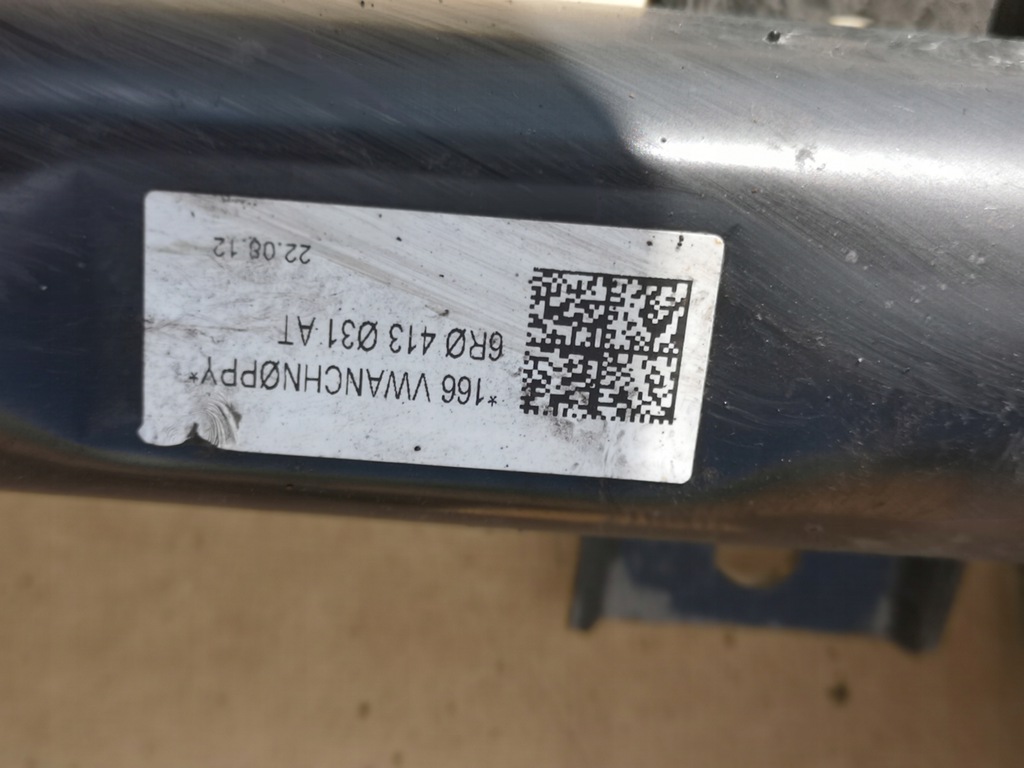 *166 VWANCHNØPPY*
6RØ 413 Ø31 AT
22.08.12